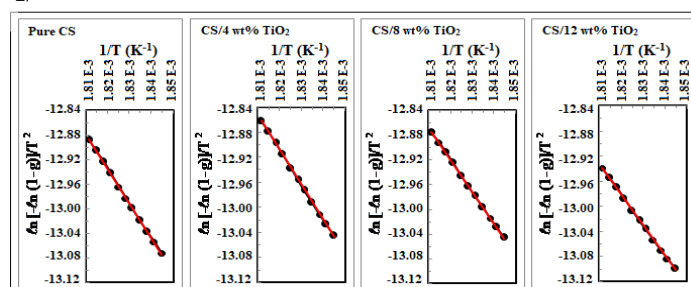 Pure CS
1/T (K⁻¹)
1.81 E-3
1.82 E-3
1.83 E-3
1.84 E-3
1.85 E-3
ℓn [-ℓn (1-g)]/T²
-12.84
-12.88
-12.92
-12.96
-13.00
-13.04
-13.08
-13.12
CS/4 wt% TiO₂
1/T (K⁻¹)
1.81 E-3
1.82 E-3
1.83 E-3
1.84 E-3
1.85 E-3
ℓn [-ℓn (1-g)]/T²
-12.84
-12.88
-12.92
-12.96
-13.00
-13.04
-13.08
-13.12
CS/8 wt% TiO₂
1/T (K⁻¹)
1.81 E-3
1.82 E-3
1.83 E-3
1.84 E-3
1.85 E-3
ℓn [-ℓn (1-g)]/T²
-12.84
-12.88
-12.92
-12.96
-13.00
-13.04
-13.08
-13.12
CS/12 wt% TiO₂
1/T (K⁻¹)
1.81 E-3
1.82 E-3
1.83 E-3
1.84 E-3
1.85 E-3
ℓn [-ℓn (1-g)]/T²
-12.84
-12.88
-12.92
-12.96
-13.00
-13.04
-13.08
-13.12